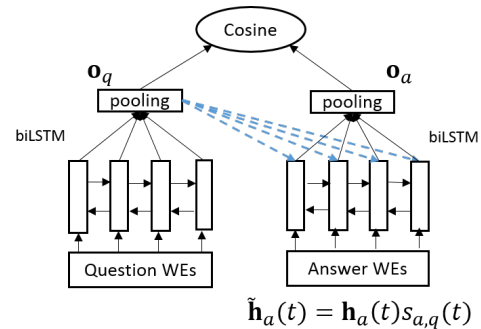 Cosine
𝐨_q 𝐨_a
pooling pooling
biLSTM biLSTM
Question WEs Answer WEs
𝐡̃_a(t) = 𝐡_a(t)s_{a,q}(t)